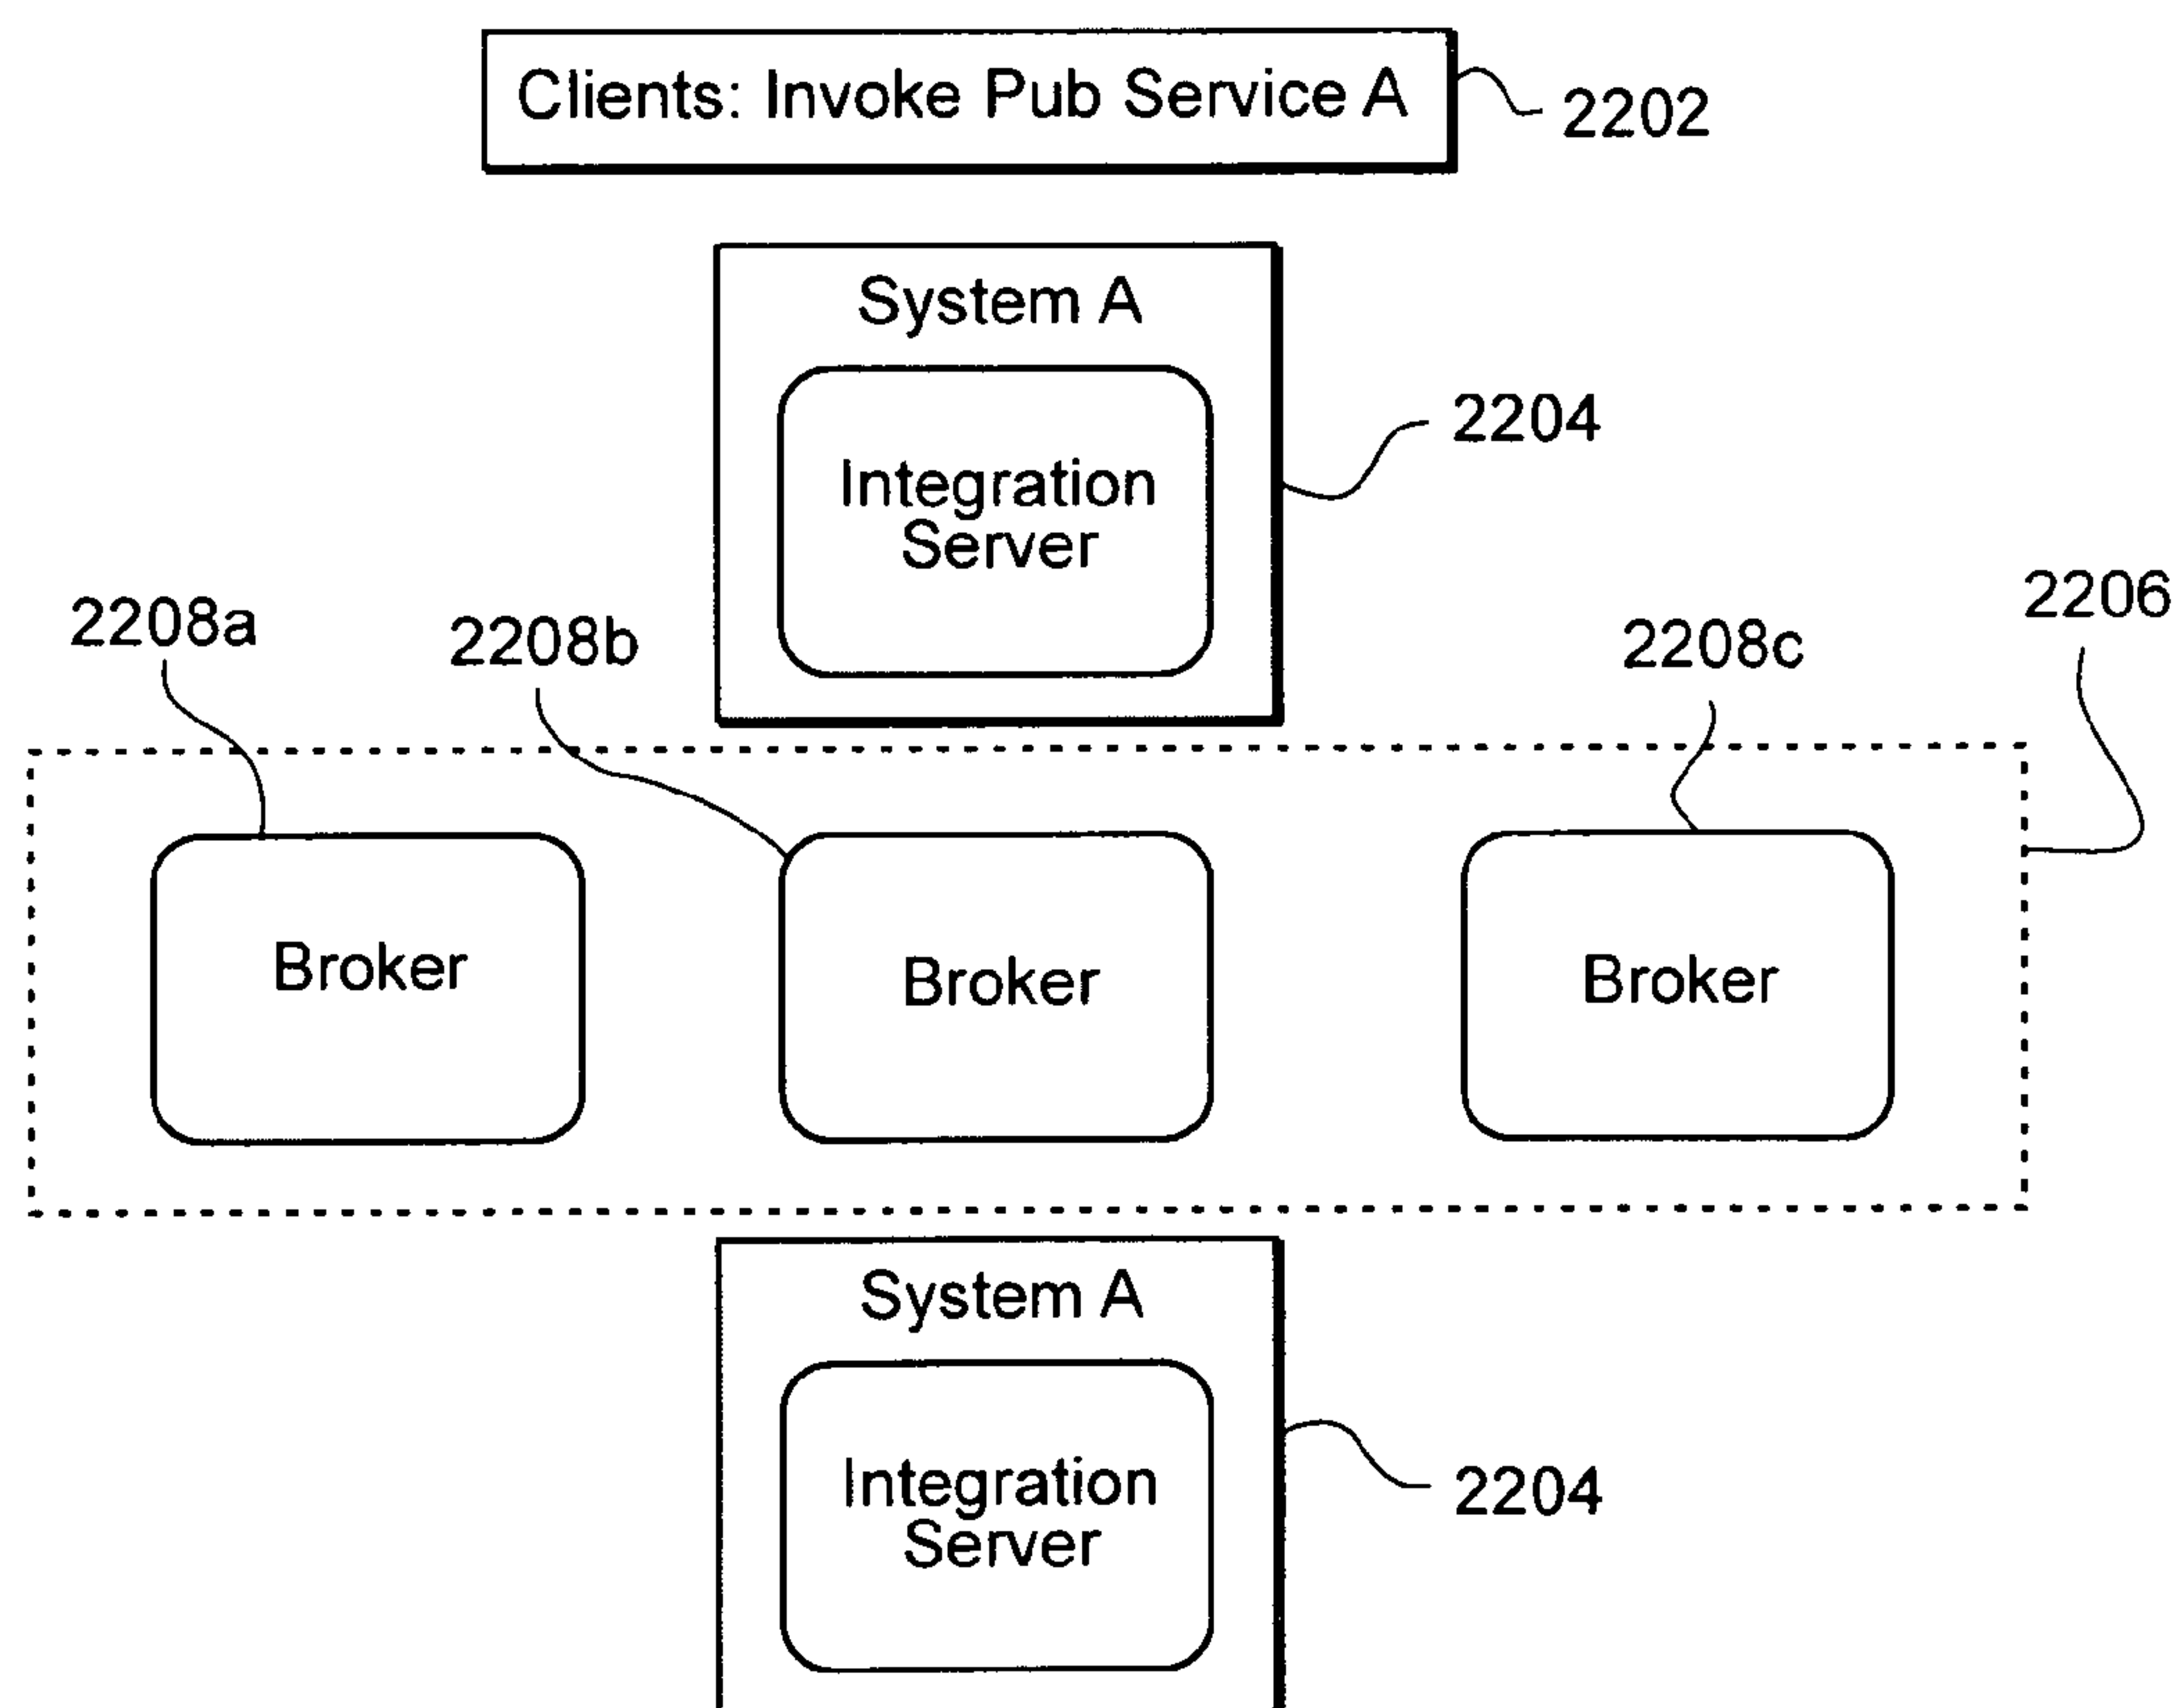 Clients: Invoke Pub Service A
2202
System A
Integration
Server
2204
2208a
2208b
2208c
2206
Broker
Broker
Broker
System A
Integration
Server
2204